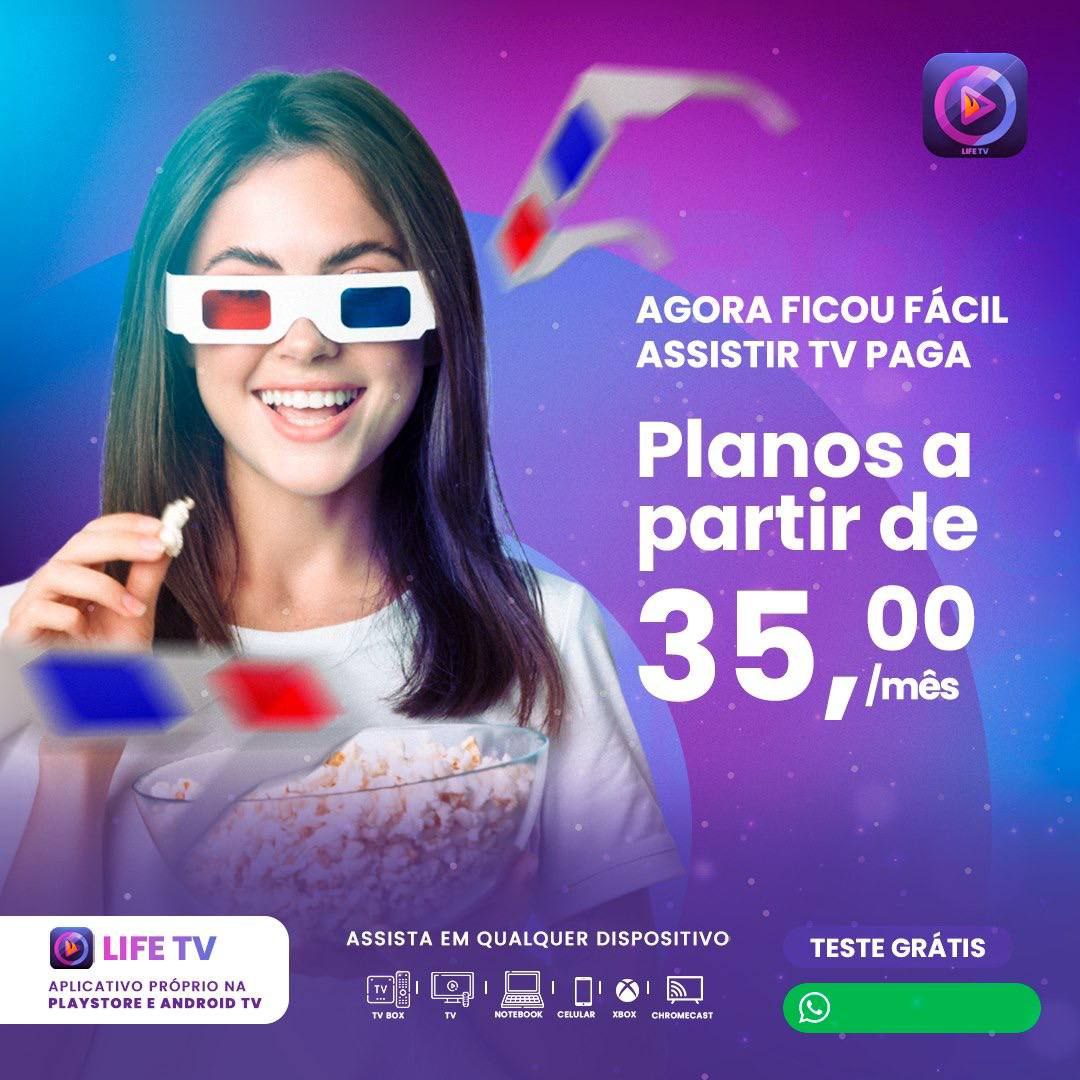 LIFE TV
AGORA FICOU FÁCIL
ASSISTIR TV PAGA
Planos a
partir de
35,00
/mês
LIFE TV
APLICATIVO PRÓPRIO NA
PLAYSTORE E ANDROID TV
ASSISTA EM QUALQUER DISPOSITIVO
TV
TV BOX
TV
NOTEBOOK
CELULAR
XBOX
CHROMECAST
TESTE GRÁTIS